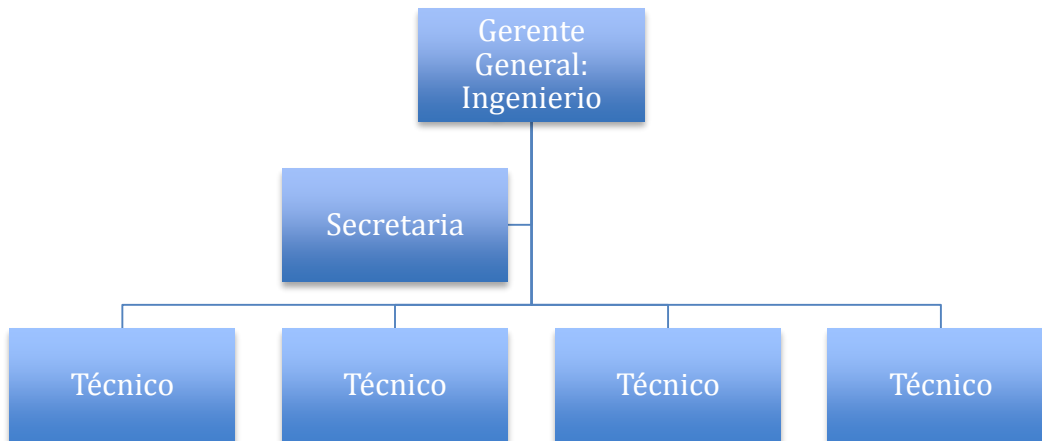 Gerente
General:
Ingenierio
Secretaria
Técnico
Técnico
Técnico
Técnico